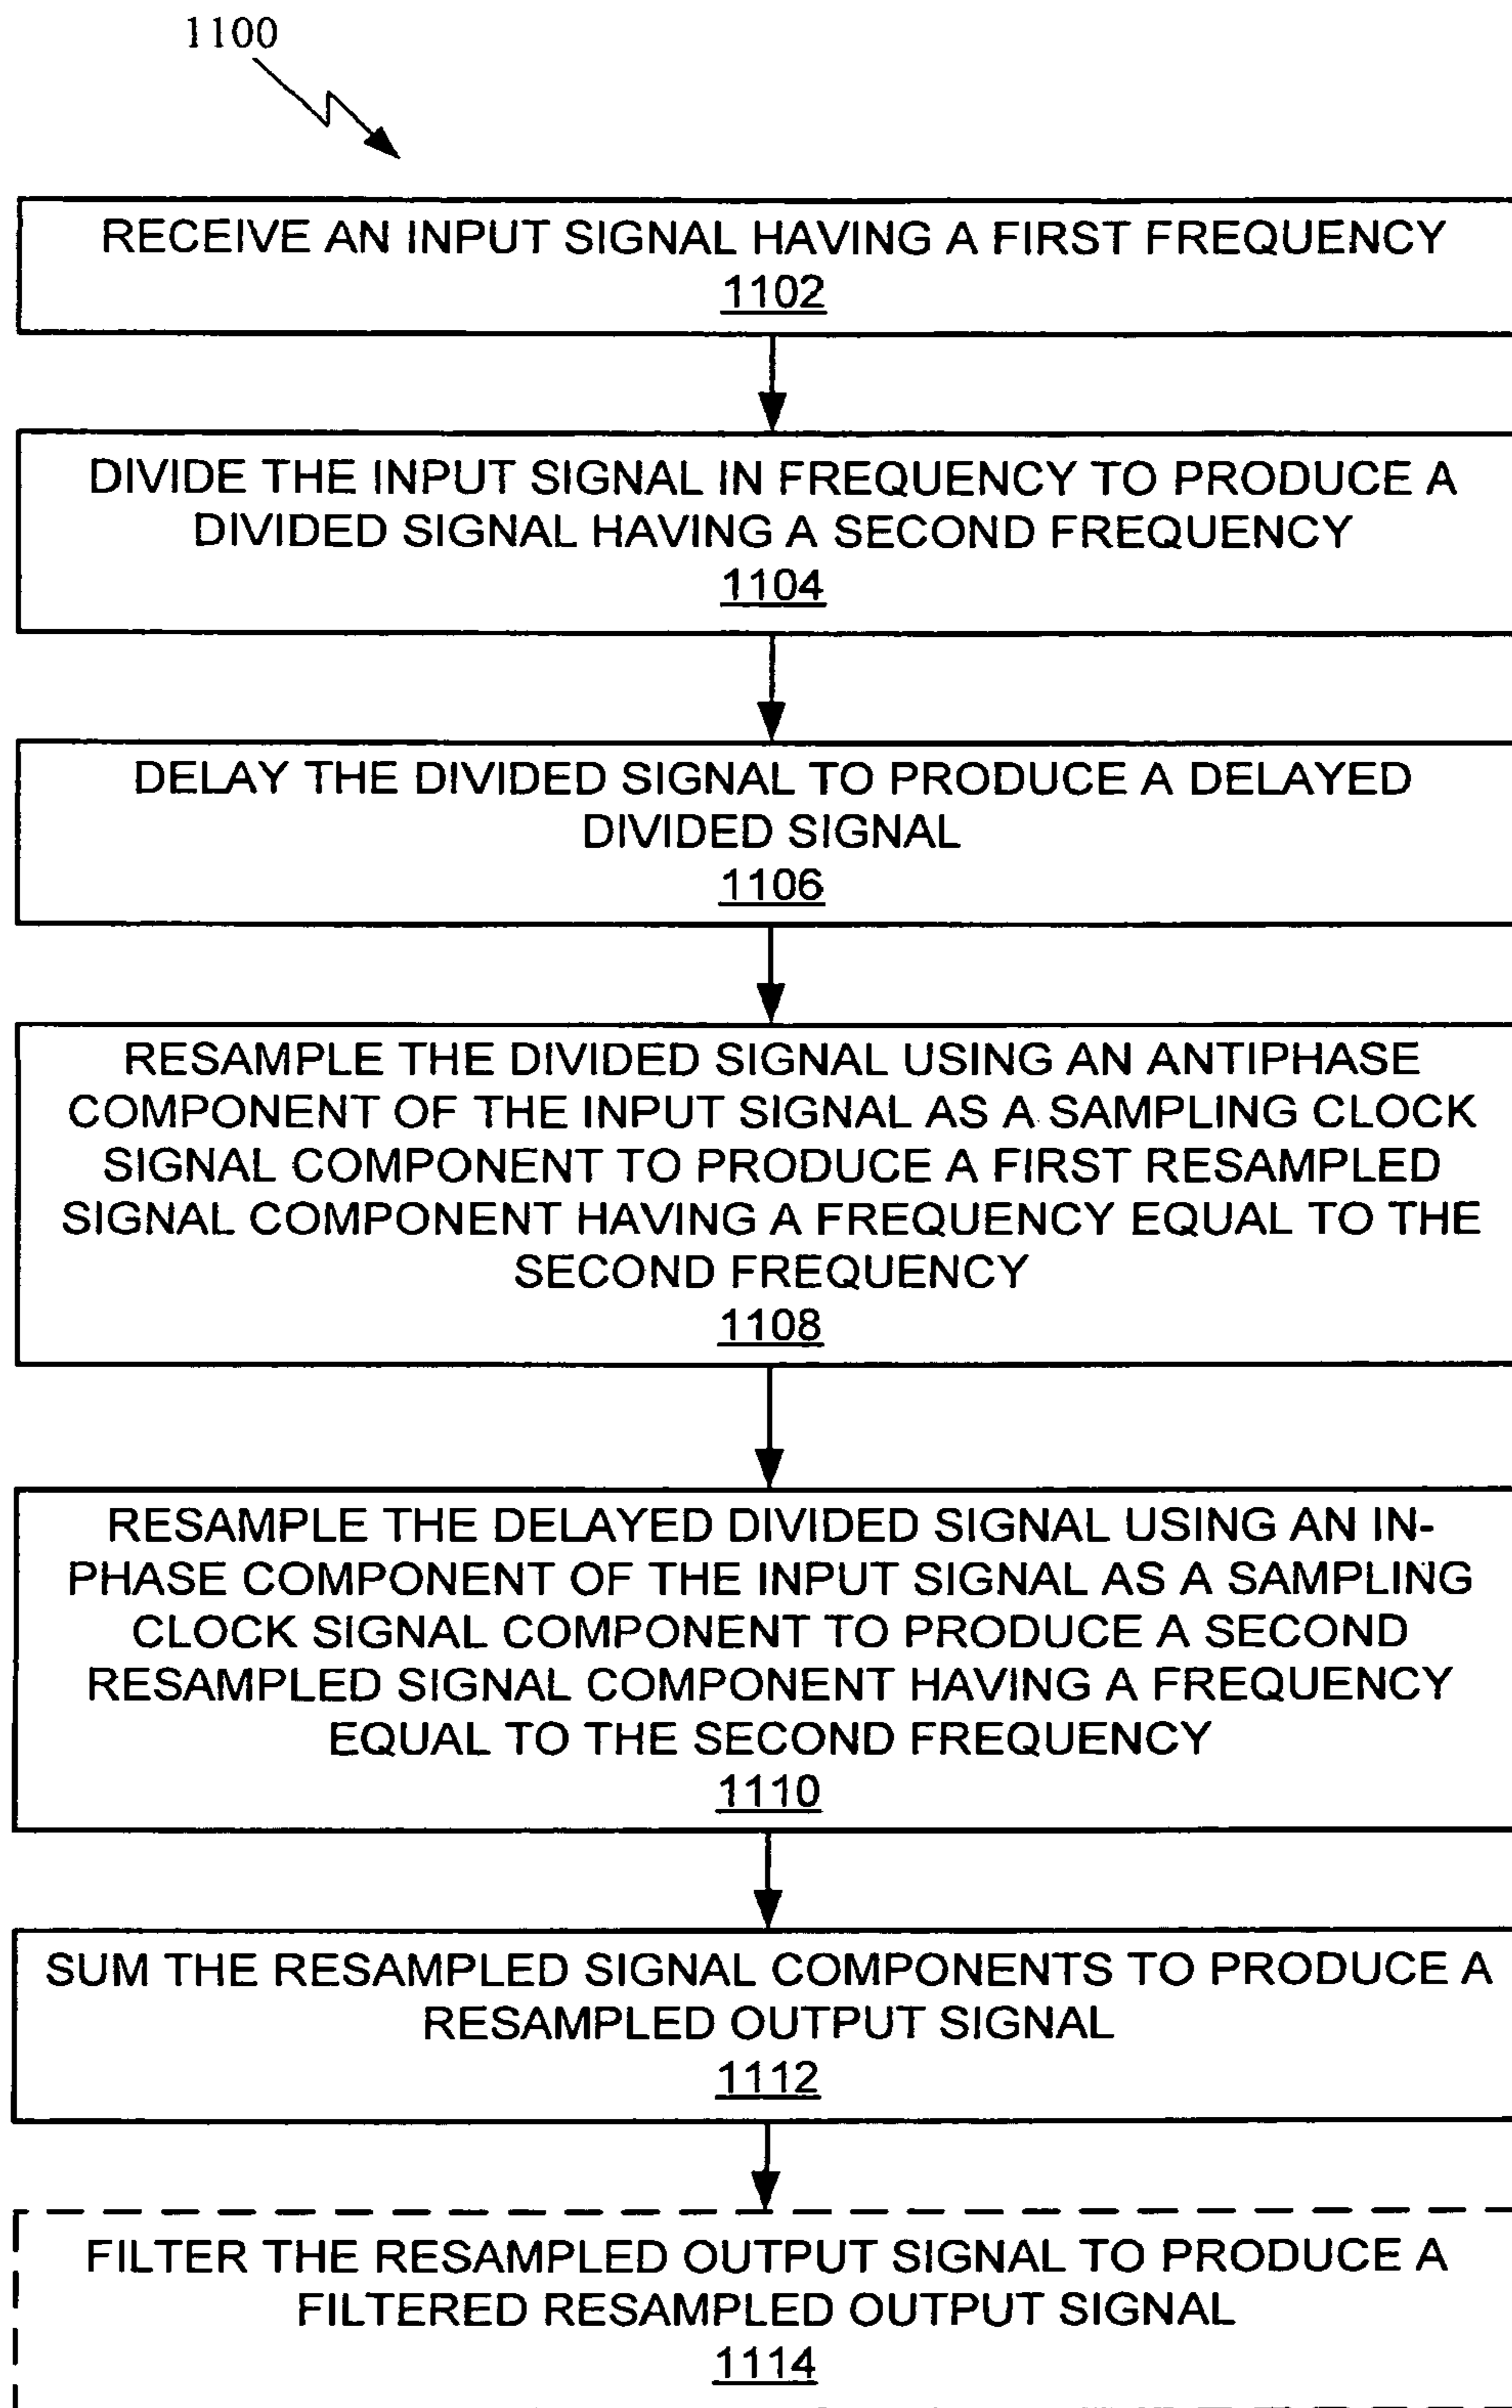 1100
RECEIVE AN INPUT SIGNAL HAVING A FIRST FREQUENCY
1102
DIVIDE THE INPUT SIGNAL IN FREQUENCY TO PRODUCE A
DIVIDED SIGNAL HAVING A SECOND FREQUENCY
1104
DELAY THE DIVIDED SIGNAL TO PRODUCE A DELAYED
DIVIDED SIGNAL
1106
RESAMPLE THE DIVIDED SIGNAL USING AN ANTIPHASE
COMPONENT OF THE INPUT SIGNAL AS A SAMPLING CLOCK
SIGNAL COMPONENT TO PRODUCE A FIRST RESAMPLED
SIGNAL COMPONENT HAVING A FREQUENCY EQUAL TO THE
SECOND FREQUENCY
1108
RESAMPLE THE DELAYED DIVIDED SIGNAL USING AN IN-
PHASE COMPONENT OF THE INPUT SIGNAL AS A SAMPLING
CLOCK SIGNAL COMPONENT TO PRODUCE A SECOND
RESAMPLED SIGNAL COMPONENT HAVING A FREQUENCY
EQUAL TO THE SECOND FREQUENCY
1110
SUM THE RESAMPLED SIGNAL COMPONENTS TO PRODUCE A
RESAMPLED OUTPUT SIGNAL
1112
FILTER THE RESAMPLED OUTPUT SIGNAL TO PRODUCE A
FILTERED RESAMPLED OUTPUT SIGNAL
1114